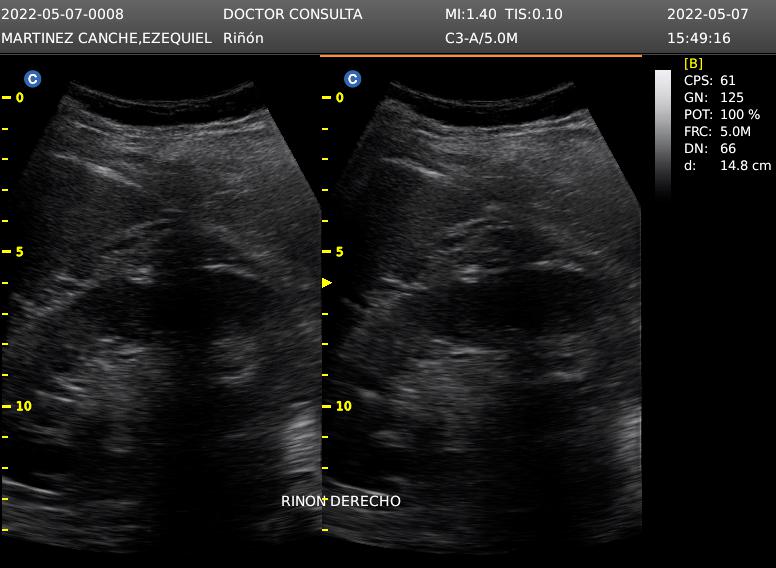 2022-05-07-0008 DOCTOR CONSULTA MI:1.40 TIS:0.10 2022-05-07
MARTINEZ CANCHE,EZEQUIEL Riñón C3-A/5.0M 15:49:16
C C [B]
0 0 CPS: 61
GN: 125
POT: 100 %
FRC: 5.0M
DN: 66
d: 14.8 cm
5 5
10 10
RINON DERECHO